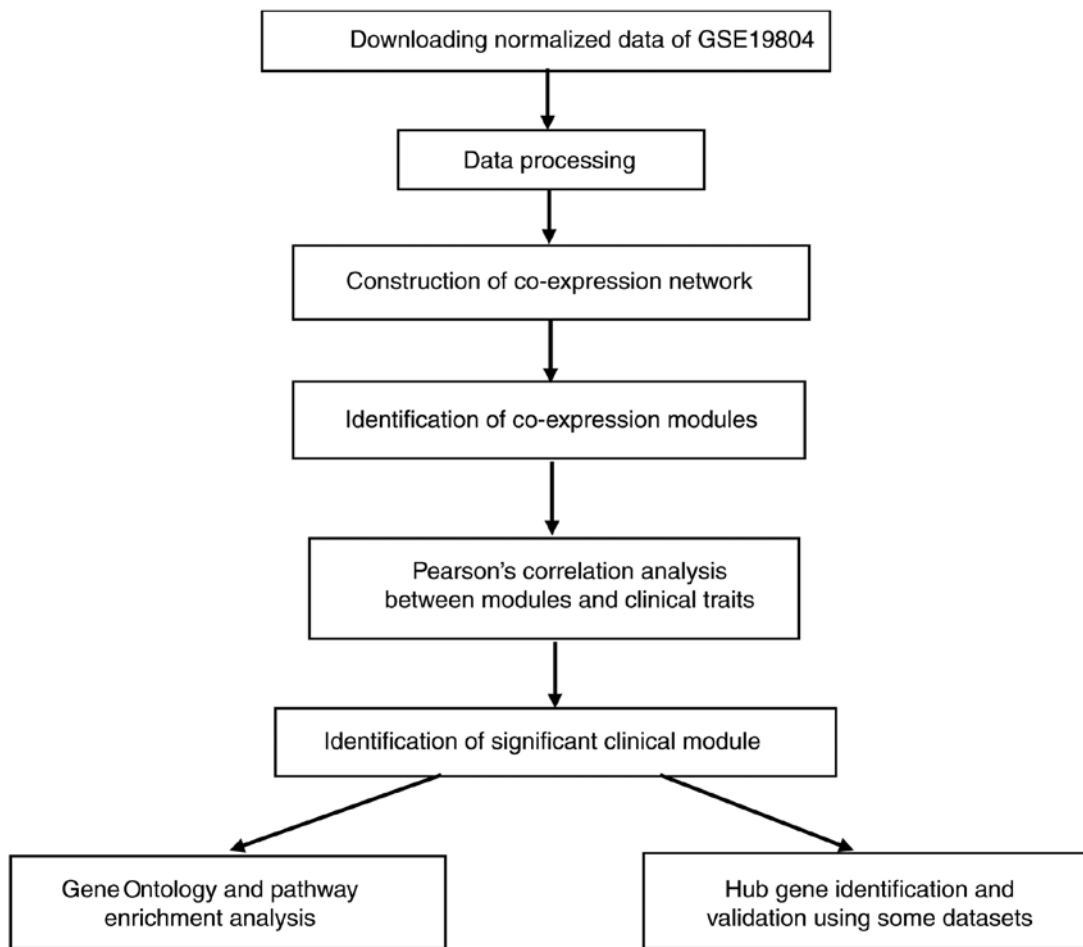 Downloading normalized data of GSE19804
Data processing
Construction of co-expression network
Identification of co-expression modules
Pearson's correlation analysis
between modules and clinical traits
Identification of significant clinical module
Gene Ontology and pathway
enrichment analysis
Hub gene identification and
validation using some datasets